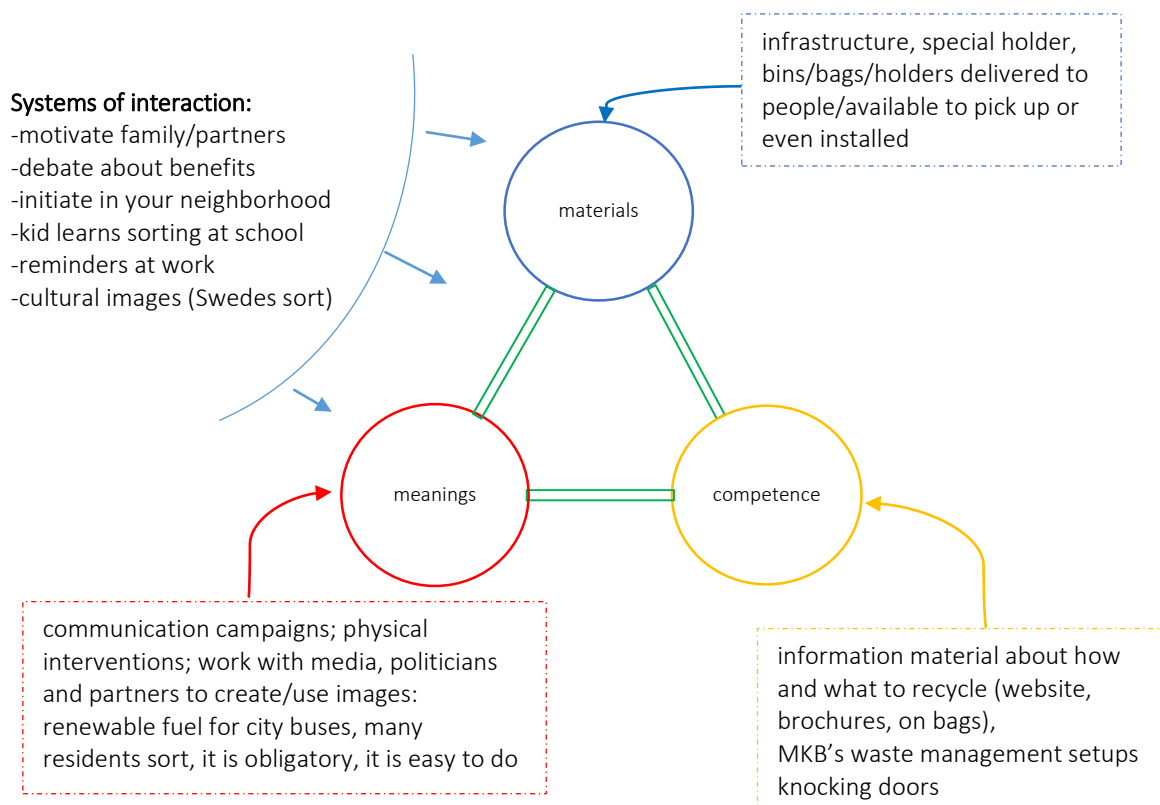 Systems of interaction:
-motivate family/partners
-debate about benefits
-initiate in your neighborhood
-kid learns sorting at school
-reminders at work
-cultural images (Swedes sort)
infrastructure, special holder,
bins/bags/holders delivered to
people/available to pick up or
even installed
materials
meanings
competence
communication campaigns; physical
interventions; work with media, politicians
and partners to create/use images:
renewable fuel for city buses, many
residents sort, it is obligatory, it is easy to do
information material about how
and what to recycle (website,
brochures, on bags),
MKB's waste management setups
knocking doors